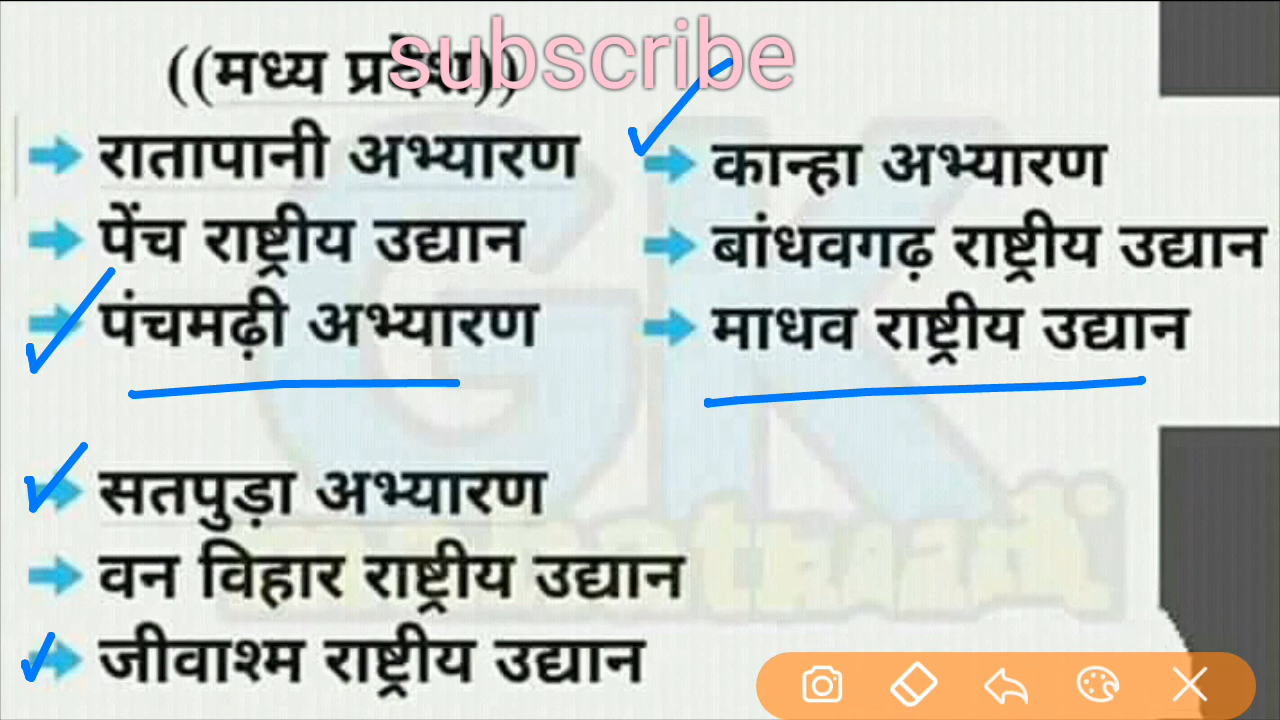 subscribe
((मध्य प्रदेश))
रातापानी अभ्यारण
पेंच राष्ट्रीय उद्यान
पंचमढ़ी अभ्यारण
कान्हा अभ्यारण
बांधवगढ़ राष्ट्रीय उद्यान
माधव राष्ट्रीय उद्यान
सतपुड़ा अभ्यारण
वन विहार राष्ट्रीय उद्यान
जीवाश्म राष्ट्रीय उद्यान
GK